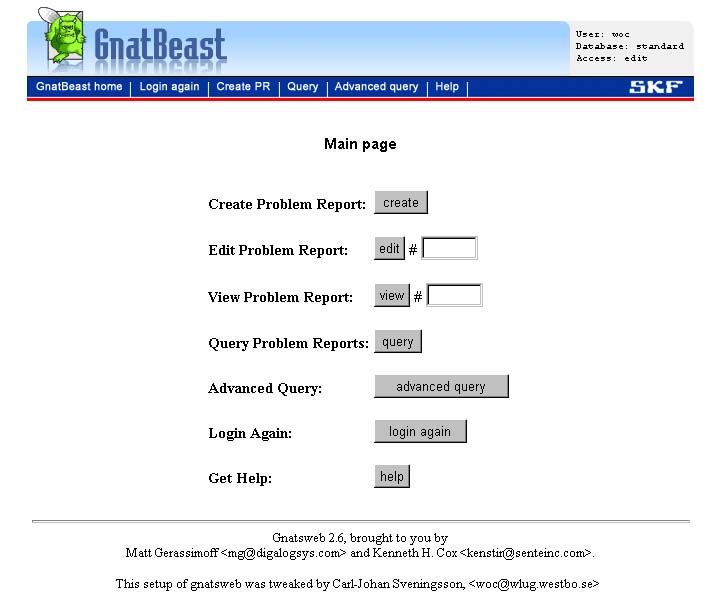 GnatBeast
User: woc
Database: standard
Access: edit
GnatBeast home Login again Create PR Query Advanced query Help SKF
Main page
Create Problem Report: create
Edit Problem Report: edit #
View Problem Report: view #
Query Problem Reports: query
Advanced Query: advanced query
Login Again: login again
Get Help: help
Gnatsweb 2.6, brought to you by
Matt Gerassimoff <mg@digalogsys.com> and Kenneth H. Cox <kenstir@senteinc.com>.
This setup of gnatsweb was tweaked by Carl-Johan Sveningsson, <woc@wlug.westbo.se>